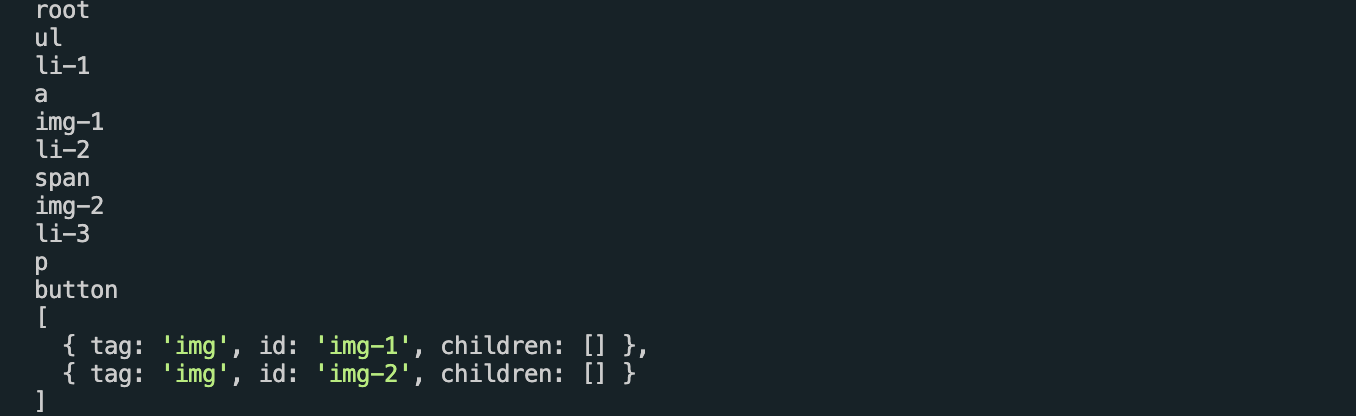 root
ul
li-1
a
img-1
li-2
span
img-2
li-3
p
button
[
  { tag: 'img', id: 'img-1', children: [] },
  { tag: 'img', id: 'img-2', children: [] }
]